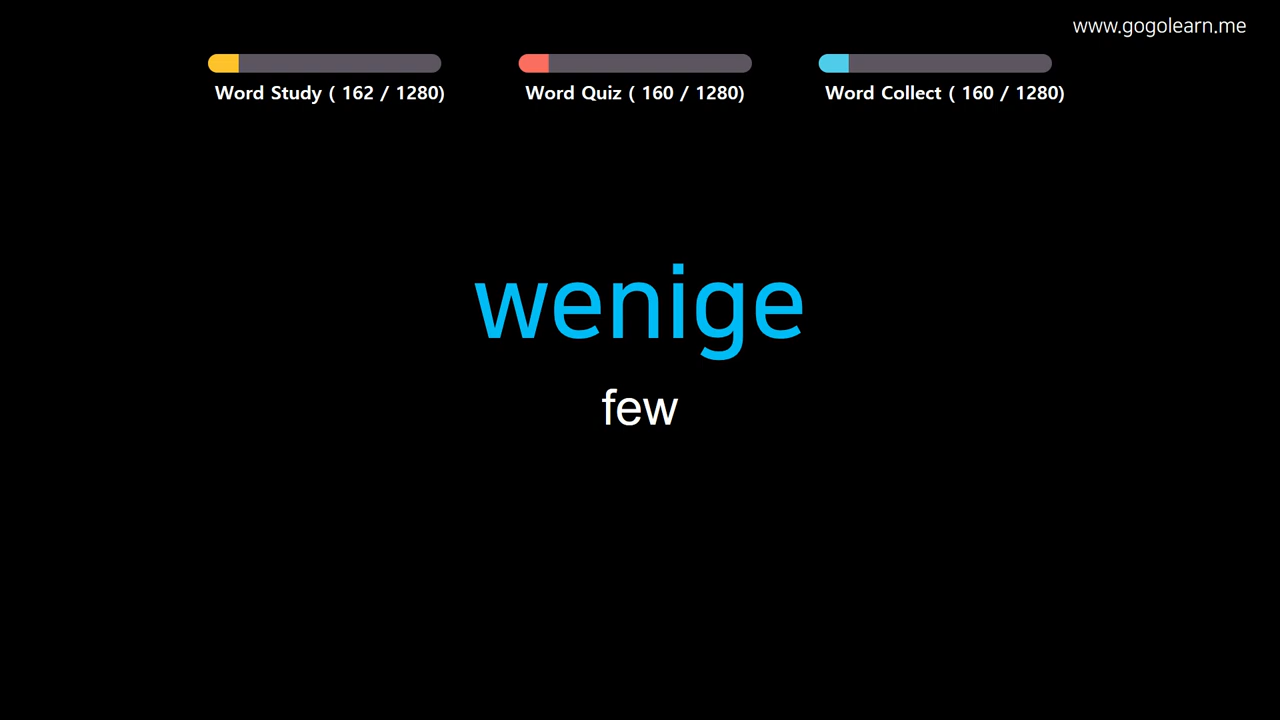 www.gogolearn.me
Word Study ( 162 / 1280)
Word Quiz ( 160 / 1280)
Word Collect ( 160 / 1280)
wenige
few